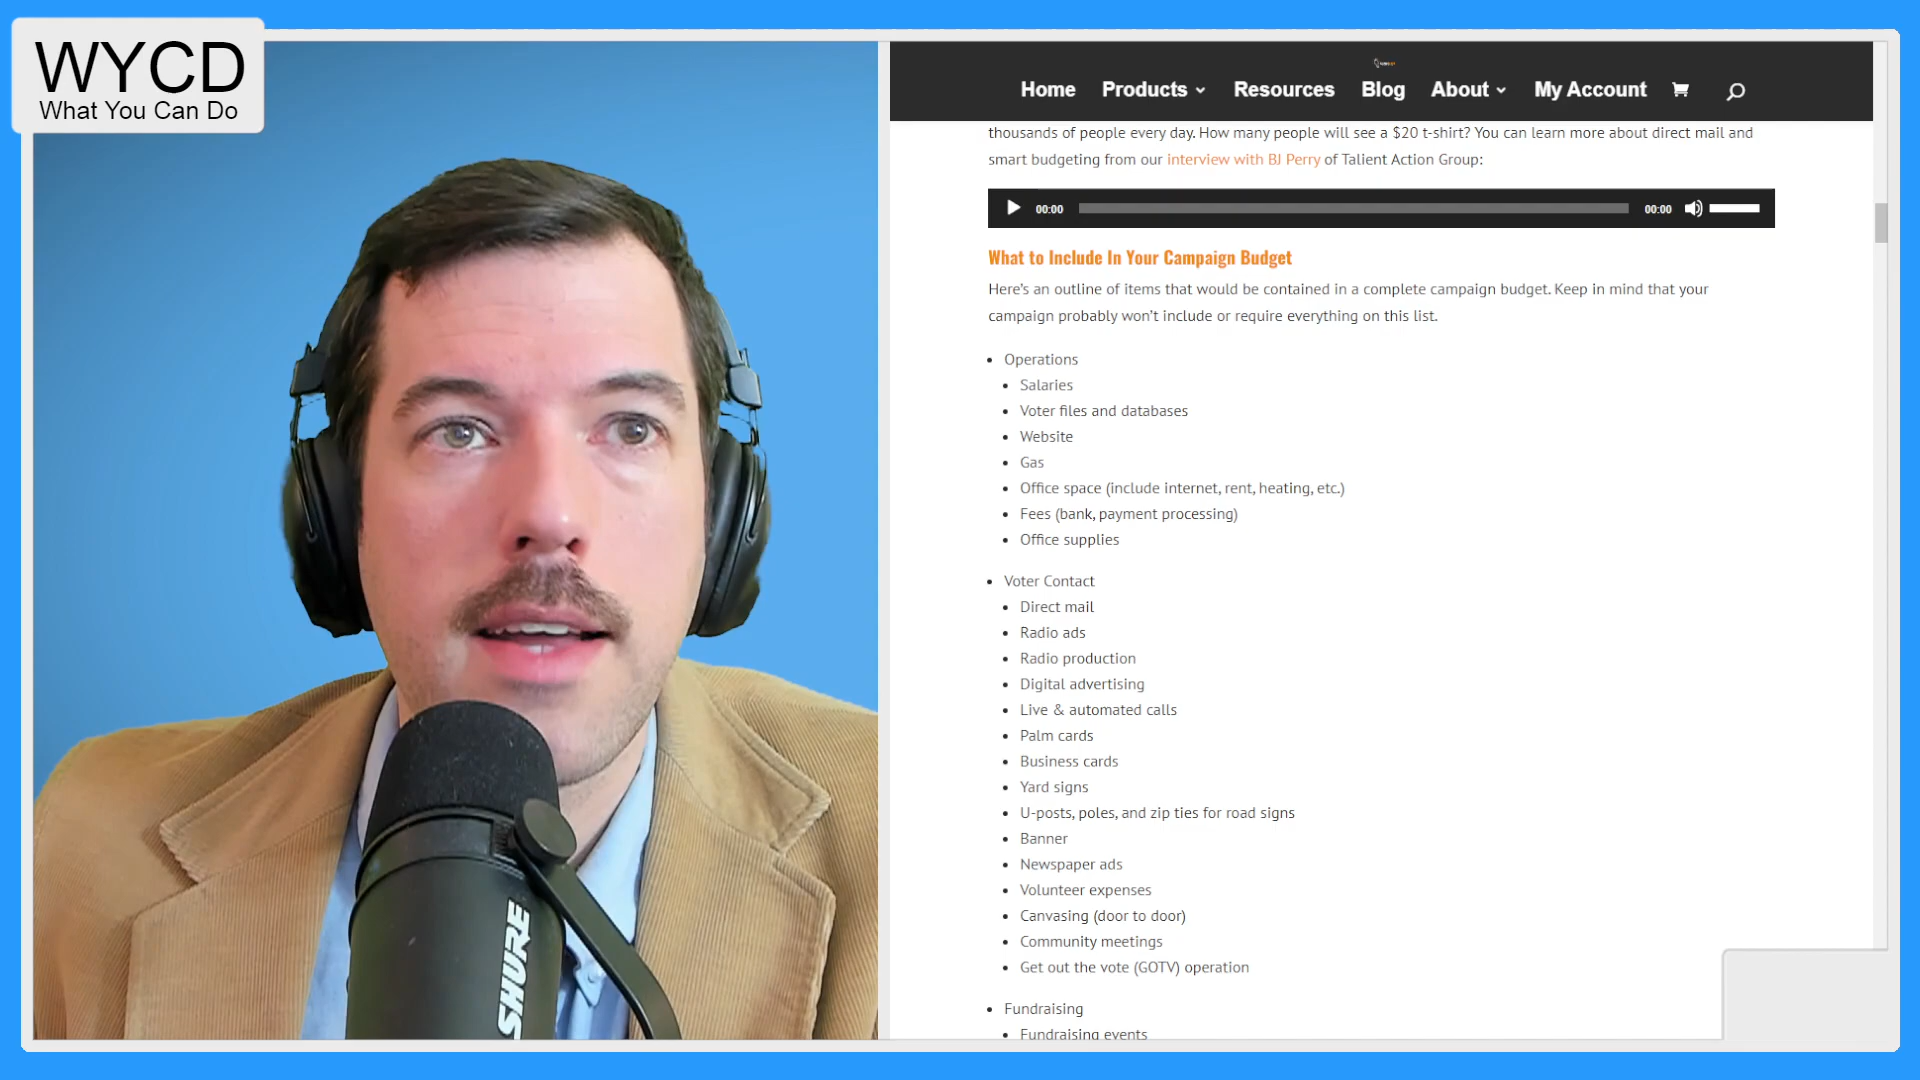 WYCD
What You Can Do
Home Products Resources Blog About My Account
thousands of people every day. How many people will see a $20 t-shirt? You can learn more about direct mail and
smart budgeting from our interview with BJ Perry of Talient Action Group:
00:00 00:00
What to Include In Your Campaign Budget
Here’s an outline of items that would be contained in a complete campaign budget. Keep in mind that your
campaign probably won’t include or require everything on this list.
• Operations
• Salaries
• Voter files and databases
• Website
• Gas
• Office space (include internet, rent, heating, etc.)
• Fees (bank, payment processing)
• Office supplies
• Voter Contact
• Direct mail
• Radio ads
• Radio production
• Digital advertising
• Live & automated calls
• Palm cards
• Business cards
• Yard signs
• U-posts, poles, and zip ties for road signs
• Banner
• Newspaper ads
• Volunteer expenses
• Canvasing (door to door)
• Community meetings
• Get out the vote (GOTV) operation
• Fundraising
• Fundraising events
SHURE